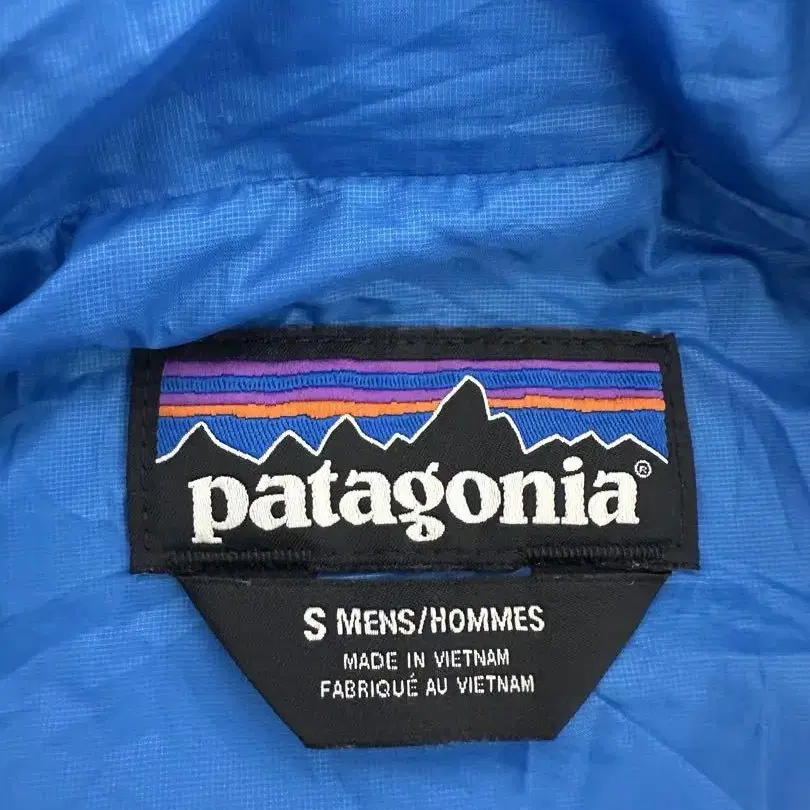 patagonia®
S MENS/HOMMES
MADE IN VIETNAM
FABRIQUÉ AU VIETNAM